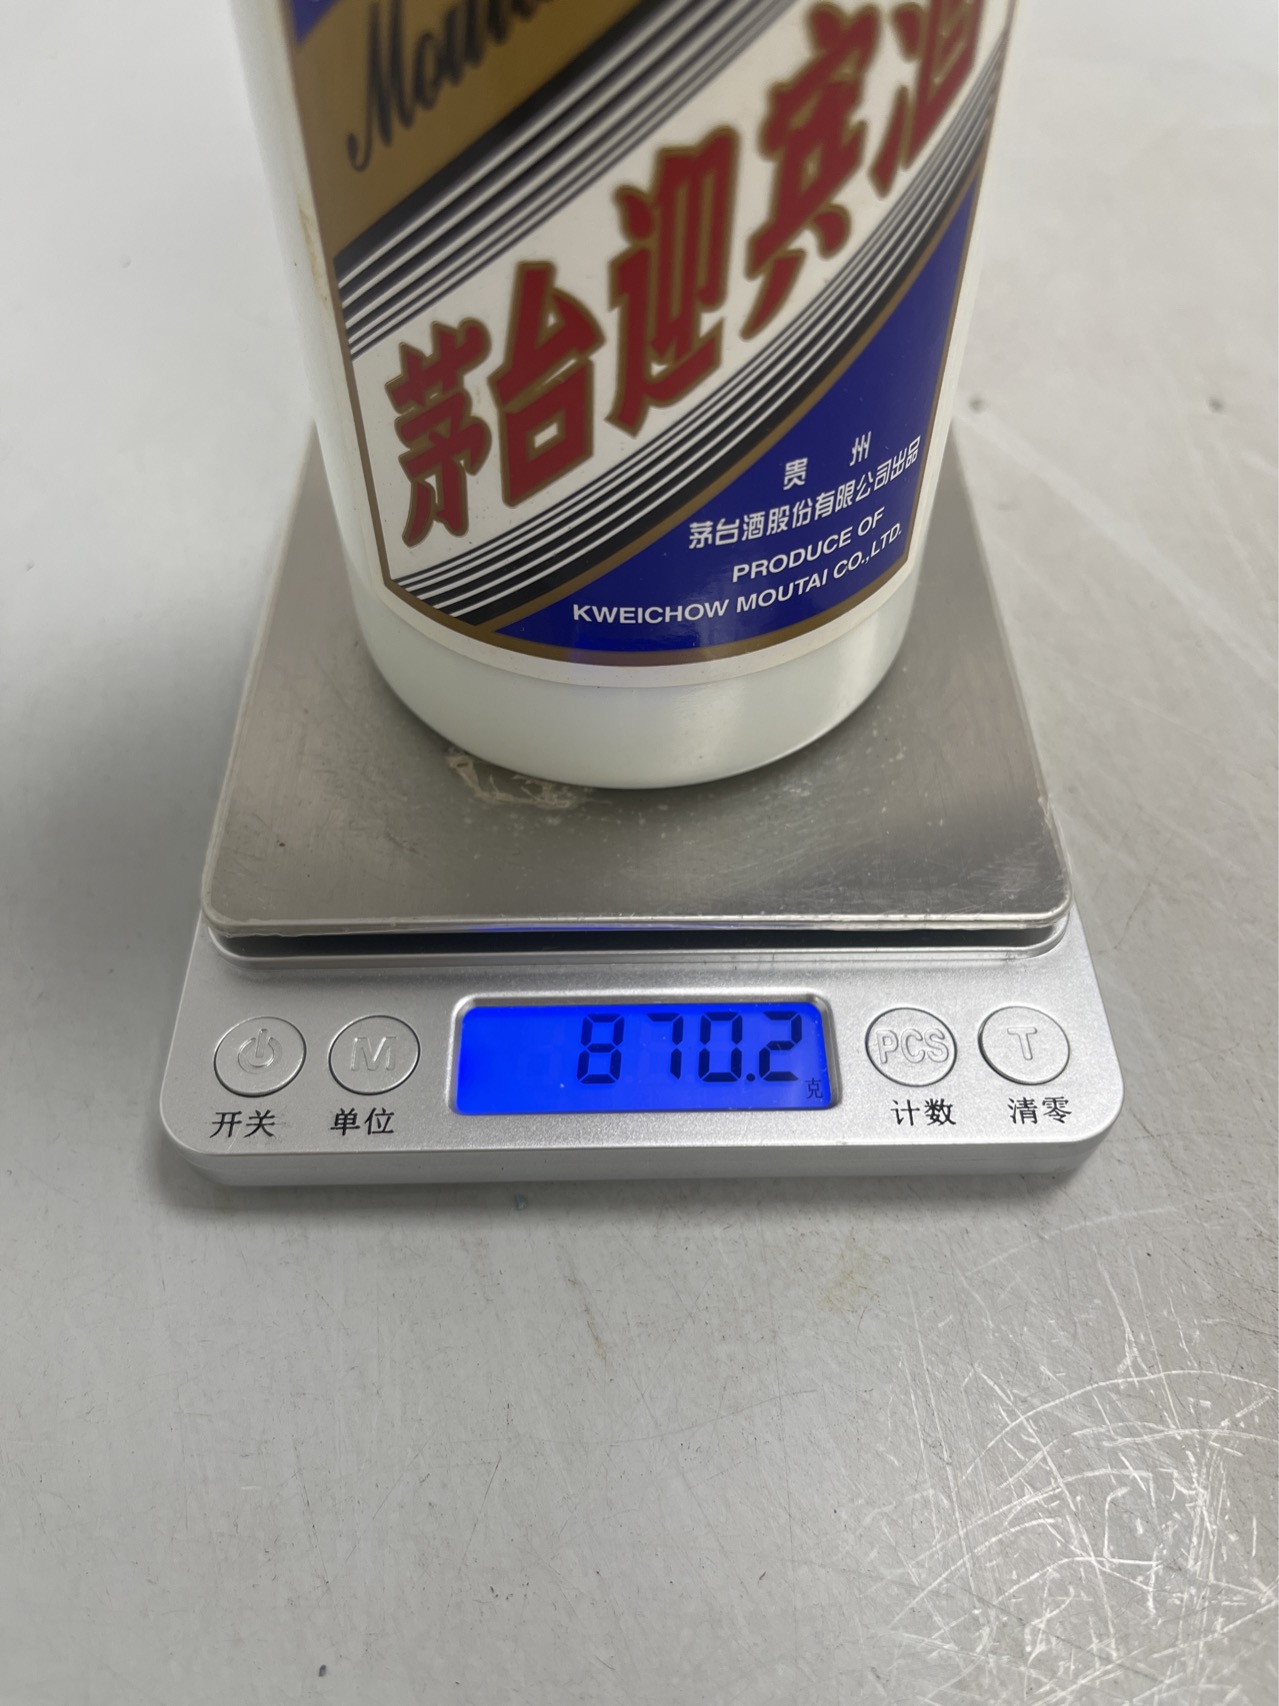 茅台迎宾酒
贵 州
茅台酒股份有限公司出品
PRODUCE OF
KWEICHOW MOUTAI CO.,LTD.
870.2
克
M
PCS
T
开关
单位
计数
清零